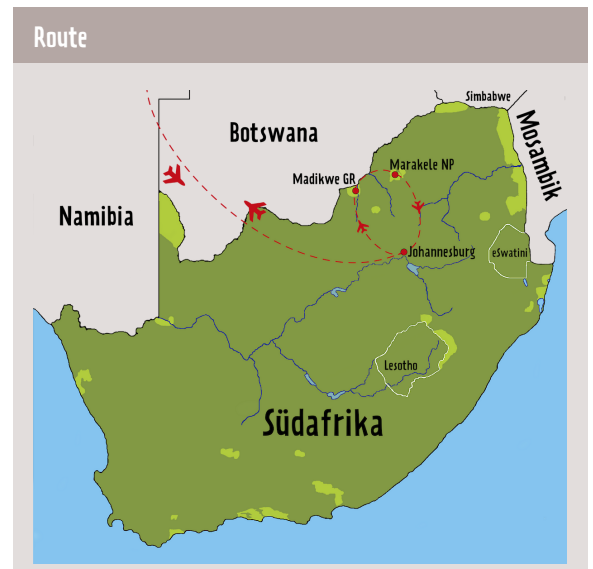 Route
Simbabwe
Botswana
Mosambik
Marakele NP
Madikwe GR
Namibia
Johannesburg
eSwatini
Lesotho
Südafrika